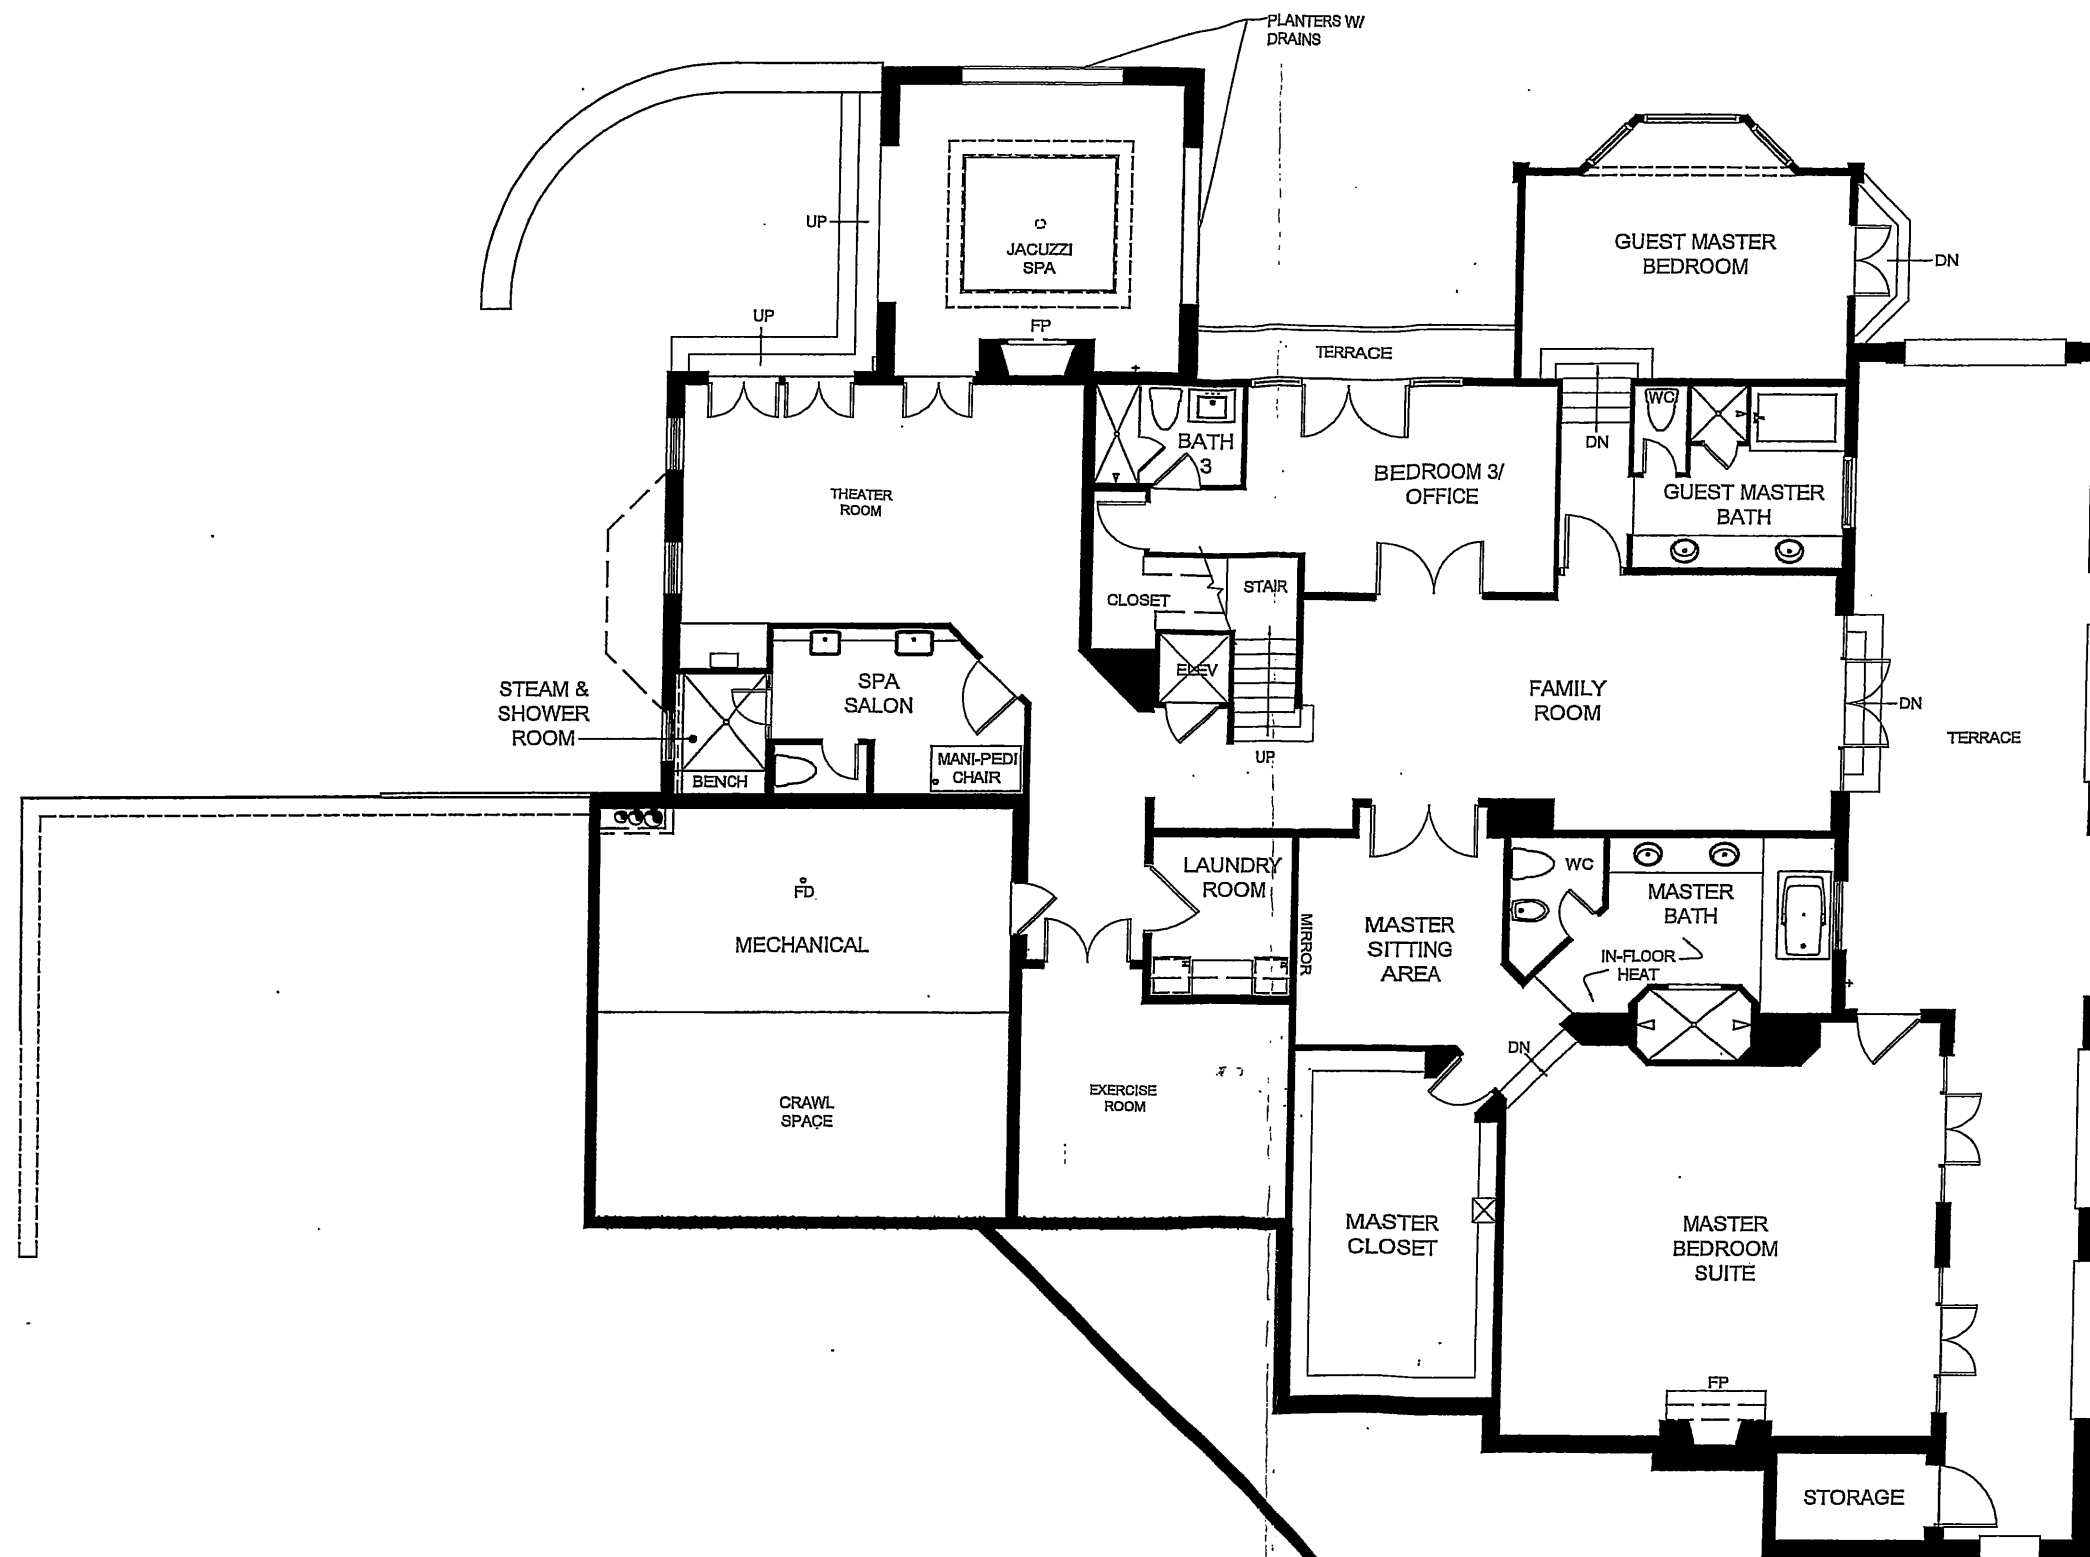 PLANTERS W/
DRAINS
UP
JACUZZI
SPA
GUEST MASTER
BEDROOM
DN
UP
FP
TERRACE
WC
DN
BATH
3
BEDROOM 3/
OFFICE
THEATER
ROOM
GUEST MASTER
BATH
CLOSET
STAIR
ELEV
STEAM &
SHOWER
ROOM
SPA
SALON
FAMILY
ROOM
DN
TERRACE
UP
BENCH
MANI-PEDI
CHAIR
LAUNDRY
ROOM
WC
MASTER
BATH
FD
MECHANICAL
MIRROR
MASTER
SITTING
AREA
IN-FLOOR
HEAT
DN
CRAWL
SPACE
EXERCISE
ROOM
MASTER
CLOSET
MASTER
BEDROOM
SUITE
FP
STORAGE